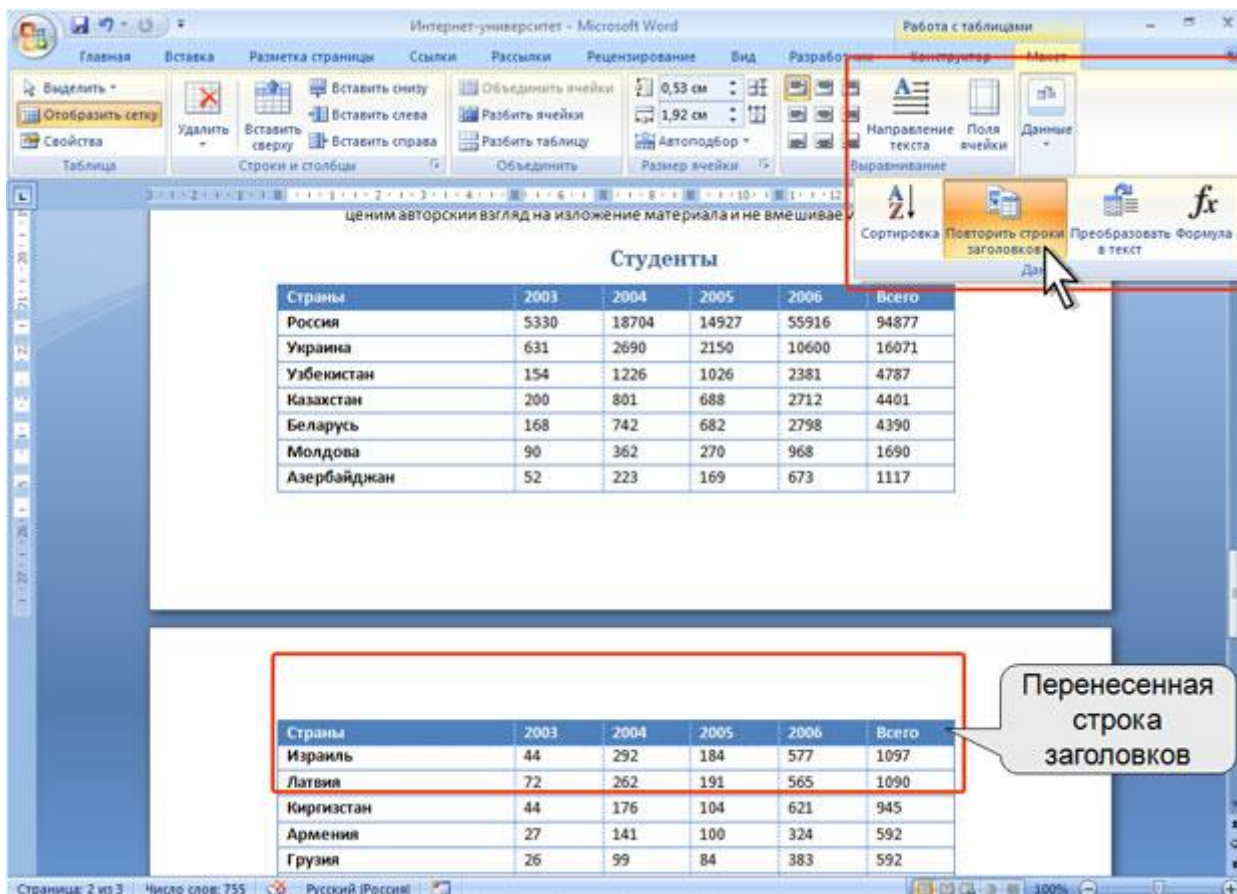 Интернет-университет - Microsoft Word
Работа с таблицами
Главная Вставка Разметка страницы Ссылки Рассылки Рецензирование Вид Конструктор Макет
Выделить
Отобразить сетку
Свойства
Таблица
Удалить
Вставить сверху
Вставить снизу
Вставить слева
Вставить справа
Строки и столбцы
Объединить ячейки
Разбить ячейки
Разбить таблицу
Объединить
0,53 см
1,92 см
Автоподбор
Размер ячейки
Направление текста
Поля ячейки
Выравнивание
Данные
Сортировка
Повторить строки заголовков
Преобразовать в текст
fx
Формула
ценим авторский взгляд на изложение материала и не
Студенты
Страны 2003 2004 2005 2006 Всего
Россия 5330 18704 14927 55916 94877
Украина 631 2690 2150 10600 16071
Узбекистан 154 1226 1026 2381 4787
Казахстан 200 801 688 2712 4401
Беларусь 168 742 682 2798 4390
Молдова 90 362 270 968 1690
Азербайджан 52 223 169 673 1117
Перенесенная
строка
заголовков
Страны 2003 2004 2005 2006 Всего
Израиль 44 292 184 577 1097
Латвия 72 262 191 565 1090
Киргизстан 44 176 104 621 945
Армения 27 141 100 324 592
Грузия 26 99 84 383 592
Страница: 2 из 3 Число слов: 755 Русский (Россия) 100%